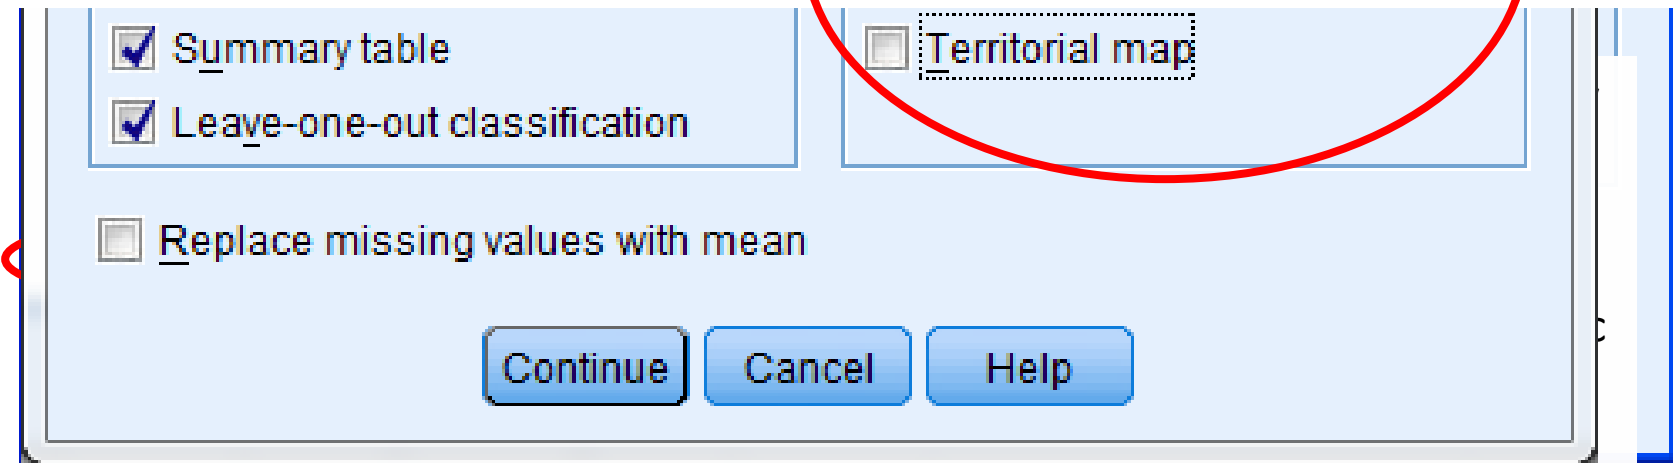 Summary table
Territorial map
Leave-one-out classification
Replace missing values with mean
Continue
Cancel
Help